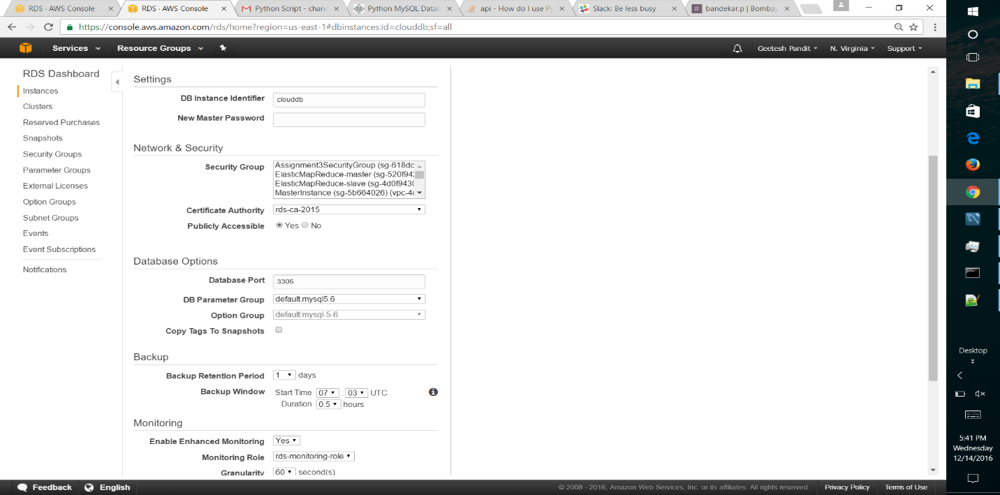 RDS · AWS Console
RDS · AWS Console
Python Script - chanc
Python MySQL Datab
api - How do I use Py
Slack: Be less busy
bandekar.p | Bombay
https://console.aws.amazon.com/rds/home?region=us-east-1#dbinstances:id=clouddb;sf=all
Services Resource Groups Geetesh Pandit N. Virginia Support
RDS Dashboard
Instances
Clusters
Reserved Purchases
Snapshots
Security Groups
Parameter Groups
External Licenses
Option Groups
Subnet Groups
Events
Event Subscriptions
Notifications
Settings
DB Instance Identifier clouddb
New Master Password
Network & Security
Security Group Assignment3SecurityGroup (sg-618dc
ElasticMapReduce-master (sg-520f942
ElasticMapReduce-slave (sg-4d0f9430
MasterInstance (sg-5b664026) (vpc-4c
Certificate Authority rds-ca-2015
Publicly Accessible Yes No
Database Options
Database Port 3306
DB Parameter Group default.mysql5.6
Option Group default:mysql-5-6
Copy Tags To Snapshots
Backup
Backup Retention Period 1 days
Backup Window Start Time 07 : 03 UTC
Duration 0.5 hours
Monitoring
Enable Enhanced Monitoring Yes
Monitoring Role rds-monitoring-role
Granularity 60 second(s)
Feedback English © 2008 - 2016, Amazon Web Services, Inc. or its affiliates. All rights reserved. Privacy Policy Terms of Use
Desktop
5:41 PM
Wednesday
12/14/2016